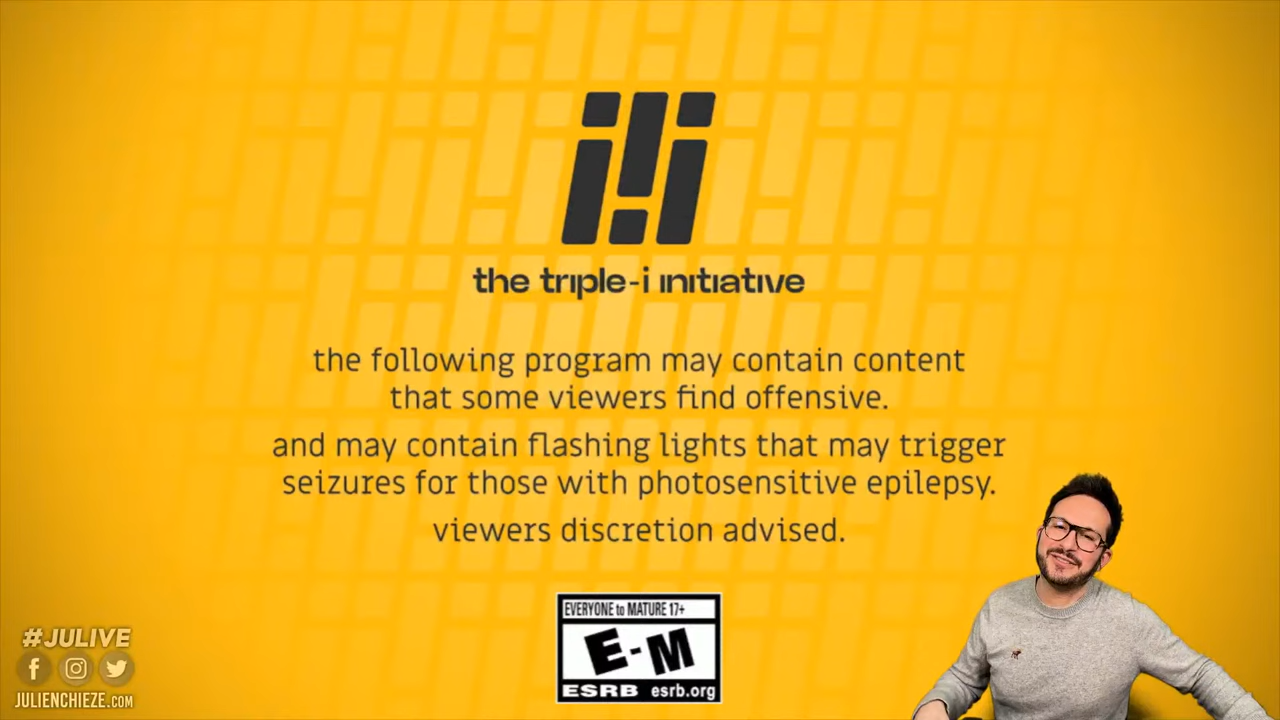 the triple-i initiative
the following program may contain content
that some viewers find offensive.
and may contain flashing lights that may trigger
seizures for those with photosensitive epilepsy.
viewers discretion advised.
EVERYONE to MATURE 17+
E-M
ESRB esrb.org
#JULIVE
JULIENCHIEZE.COM